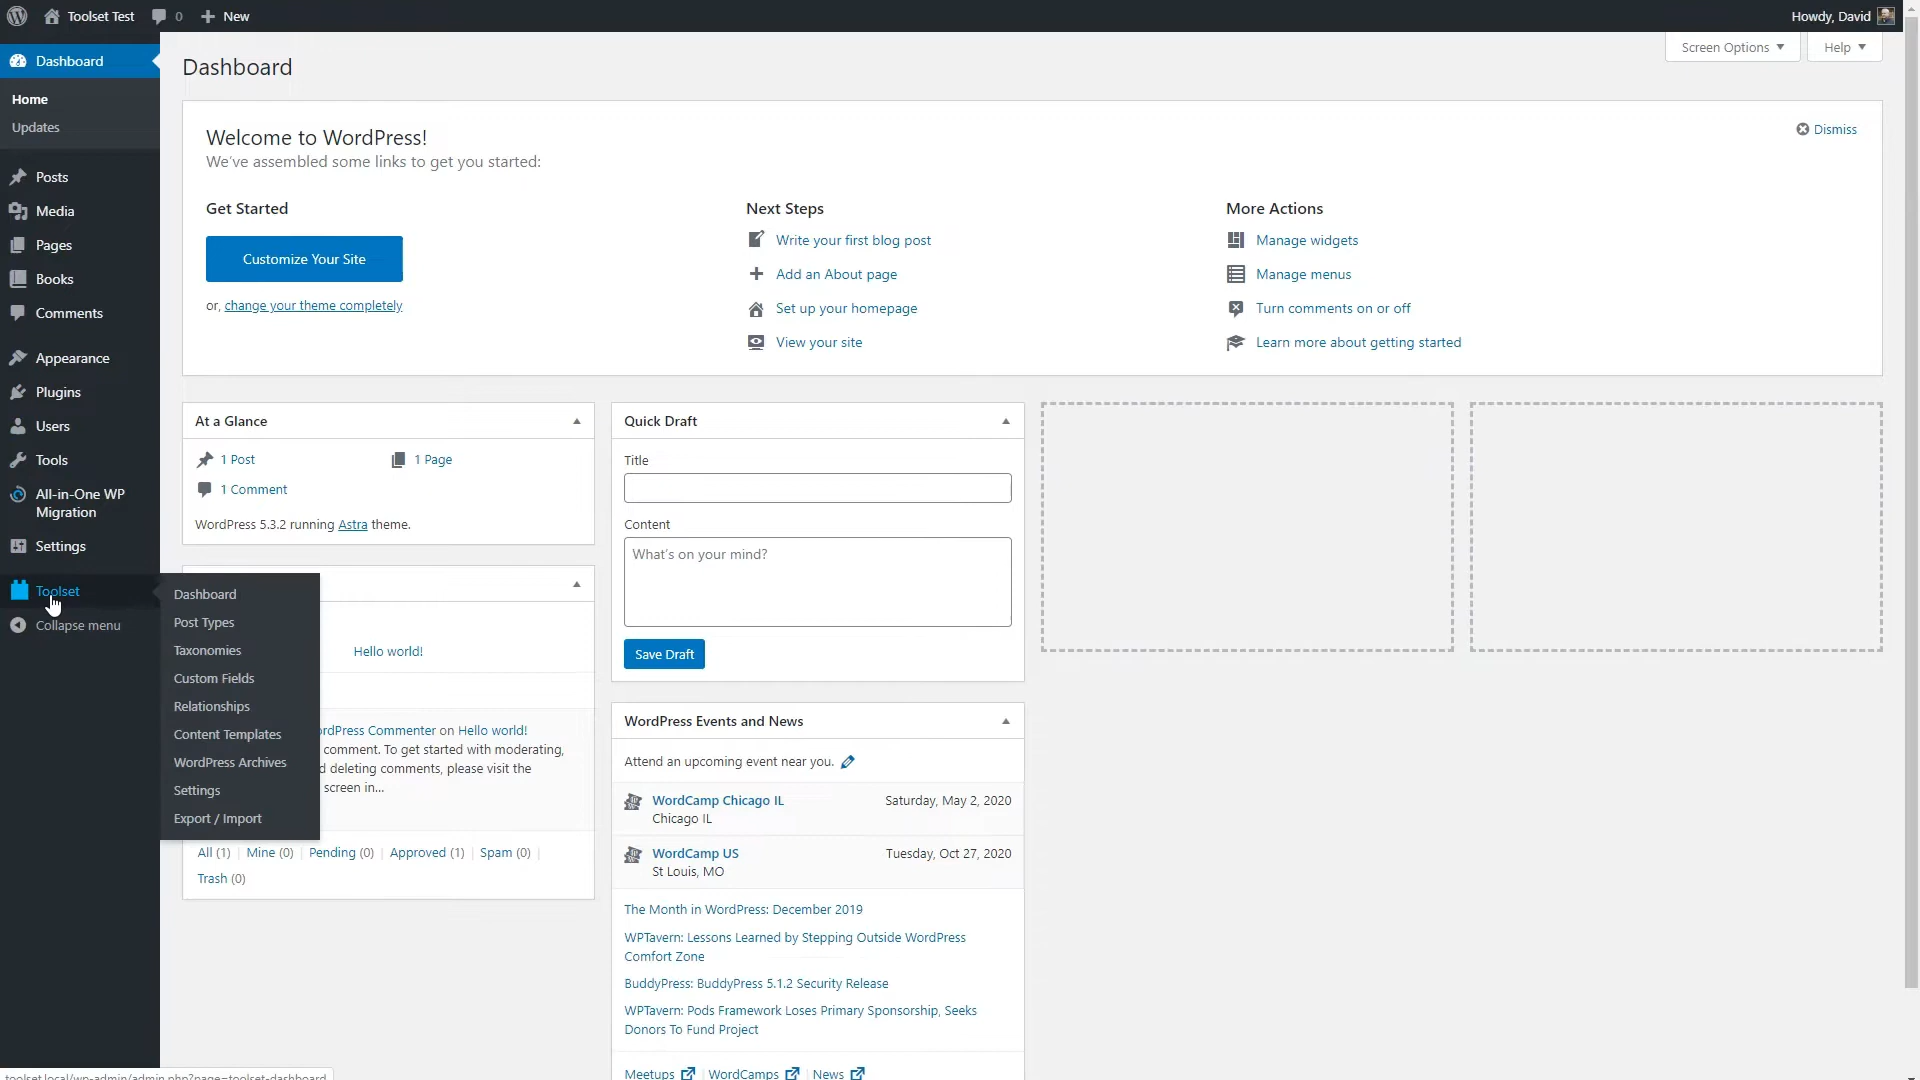 Toolset Test
0
New
Howdy, David
Screen Options
Help
Dashboard
Home
Updates
Posts
Media
Pages
Books
Comments
Appearance
Plugins
Users
Tools
All-in-One WP
Migration
Settings
Toolset
Collapse menu
Dashboard
Post Types
Taxonomies
Custom Fields
Relationships
Content Templates
WordPress Archives
Settings
Export / Import
Dashboard
Welcome to WordPress!
We've assembled some links to get you started:
Dismiss
Get Started
Customize Your Site
or, change your theme completely
Next Steps
Write your first blog post
Add an About page
Set up your homepage
View your site
More Actions
Manage widgets
Manage menus
Turn comments on or off
Learn more about getting started
At a Glance
1 Post
1 Page
1 Comment
WordPress 5.3.2 running Astra theme.
Hello world!
rdPress Commenter on Hello world!
comment. To get started with moderating,
d deleting comments, please visit the
screen in...
All (1) | Mine (0) | Pending (0) | Approved (1) | Spam (0) |
Trash (0)
Quick Draft
Title
Content
What's on your mind?
Save Draft
WordPress Events and News
Attend an upcoming event near you.
WordCamp Chicago IL
Saturday, May 2, 2020
Chicago IL
WordCamp US
Tuesday, Oct 27, 2020
St Louis, MO
The Month in WordPress: December 2019
WPTavern: Lessons Learned by Stepping Outside WordPress
Comfort Zone
BuddyPress: BuddyPress 5.1.2 Security Release
WPTavern: Pods Framework Loses Primary Sponsorship, Seeks
Donors To Fund Project
Meetups | WordCamps | News
toolset.local/wp-admin/admin.php?page=toolset-dashboard